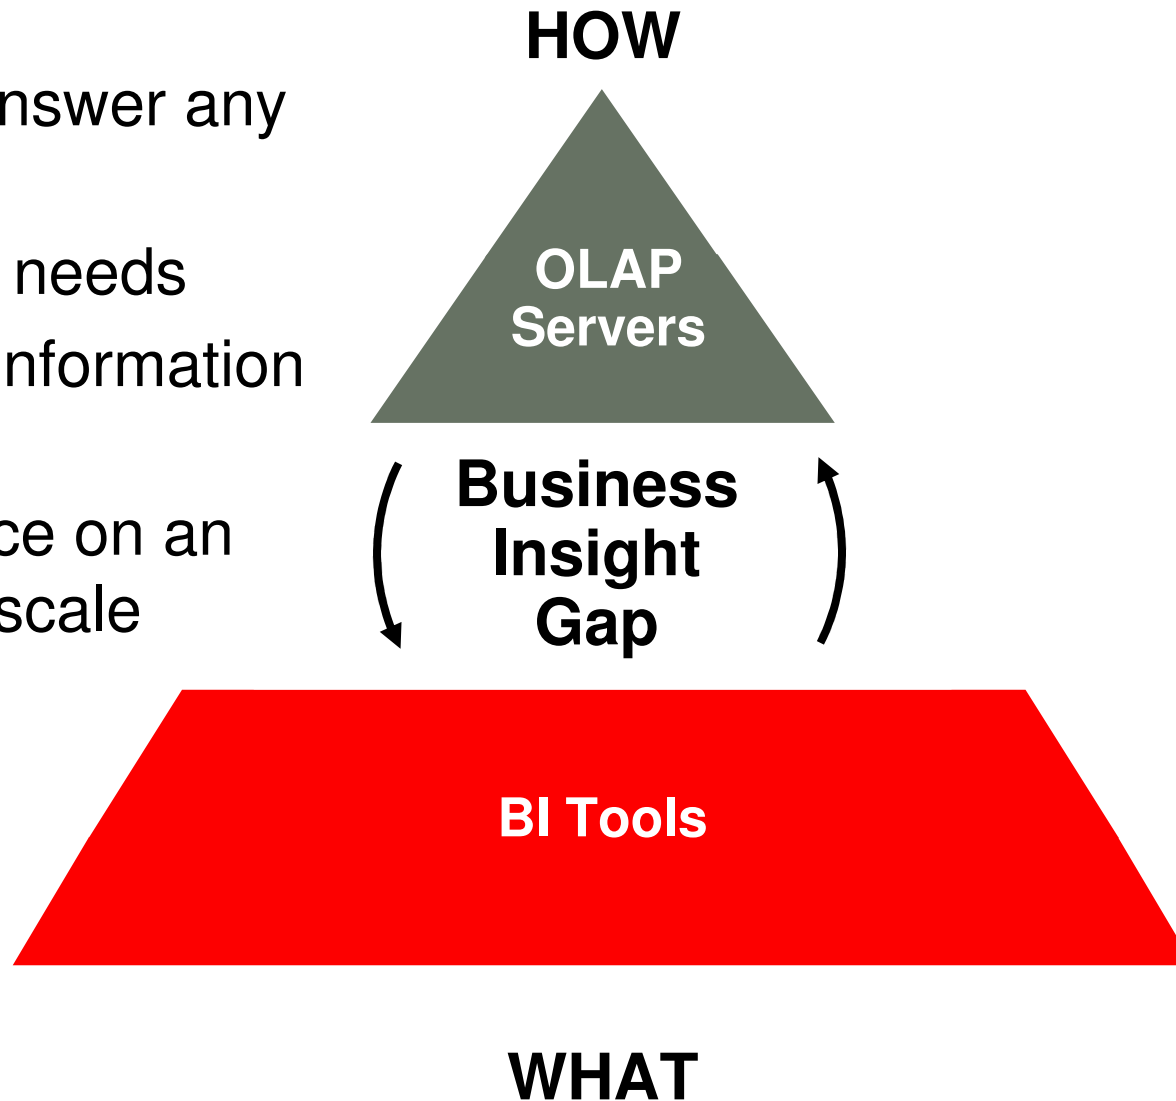 HOW
nswer any
needs
nformation
ce on an
scale
OLAP
Servers
Business
Insight
Gap
BI Tools
WHAT